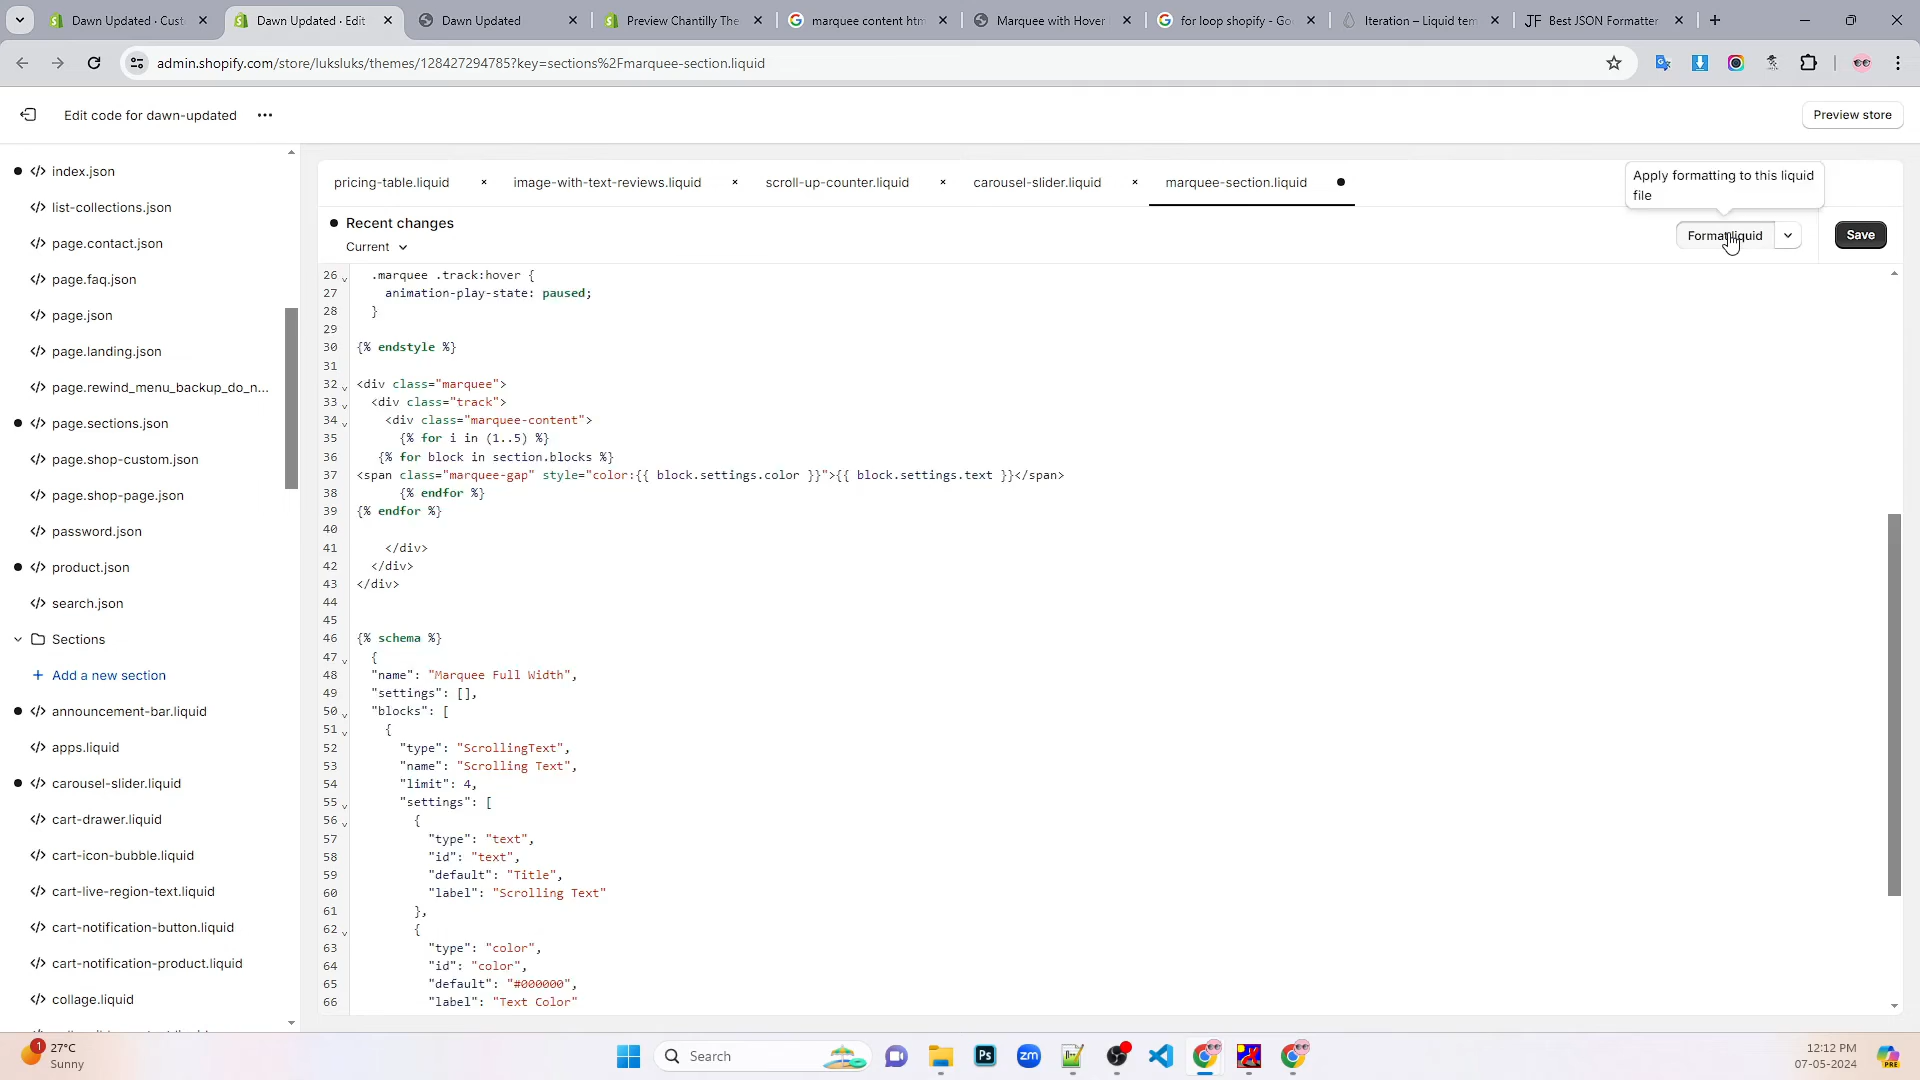 Dawn Updated · Cust
Dawn Updated · Edit
Dawn Updated
Preview Chantilly The
marquee content htm
Marquee with Hover
for loop shopify - Go
Iteration – Liquid tem
JF Best JSON Formatter
admin.shopify.com/store/luksluks/themes/128427294785?key=sections%2Fmarquee-section.liquid
Edit code for dawn-updated
Preview store
index.json
list-collections.json
page.contact.json
page.faq.json
page.json
page.landing.json
page.rewind_menu_backup_do_n...
page.sections.json
page.shop-custom.json
page.shop-page.json
password.json
product.json
search.json
Sections
Add a new section
announcement-bar.liquid
apps.liquid
carousel-slider.liquid
cart-drawer.liquid
cart-icon-bubble.liquid
cart-live-region-text.liquid
cart-notification-button.liquid
cart-notification-product.liquid
collage.liquid
pricing-table.liquid
image-with-text-reviews.liquid
scroll-up-counter.liquid
carousel-slider.liquid
marquee-section.liquid
Apply formatting to this liquid
file
Recent changes
Current
Format liquid
Save
26 .marquee .track:hover {
27 animation-play-state: paused;
28 }
29
30 {% endstyle %}
31
32 <div class="marquee">
33 <div class="track">
34 <div class="marquee-content">
35 {% for i in (1..5) %}
36 {% for block in section.blocks %}
37 <span class="marquee-gap" style="color:{{ block.settings.color }}">{{ block.settings.text }}</span>
38 {% endfor %}
39 {% endfor %}
40
41 </div>
42 </div>
43 </div>
44
45
46 {% schema %}
47 {
48 "name": "Marquee Full Width",
49 "settings": [],
50 "blocks": [
51 {
52 "type": "ScrollingText",
53 "name": "Scrolling Text",
54 "limit": 4,
55 "settings": [
56 {
57 "type": "text",
58 "id": "text",
59 "default": "Title",
60 "label": "Scrolling Text"
61 },
62 {
63 "type": "color",
64 "id": "color",
65 "default": "#000000",
66 "label": "Text Color"
1
27°C
Sunny
Search
Ps
zm
12:12 PM
07-05-2024
PRE